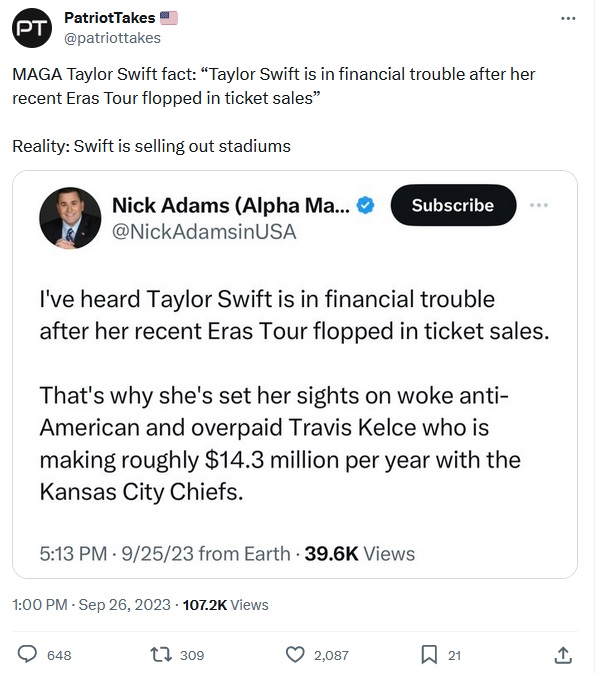 PT
PatriotTakes 🇺🇸
@patriottakes
MAGA Taylor Swift fact: “Taylor Swift is in financial trouble after her
recent Eras Tour flopped in ticket sales”
Reality: Swift is selling out stadiums
Nick Adams (Alpha Ma...
Subscribe
@NickAdamsinUSA
I've heard Taylor Swift is in financial trouble
after her recent Eras Tour flopped in ticket sales.
That's why she's set her sights on woke anti-
American and overpaid Travis Kelce who is
making roughly $14.3 million per year with the
Kansas City Chiefs.
5:13 PM · 9/25/23 from Earth · 39.6K Views
1:00 PM · Sep 26, 2023 · 107.2K Views
648 309 2,087 21